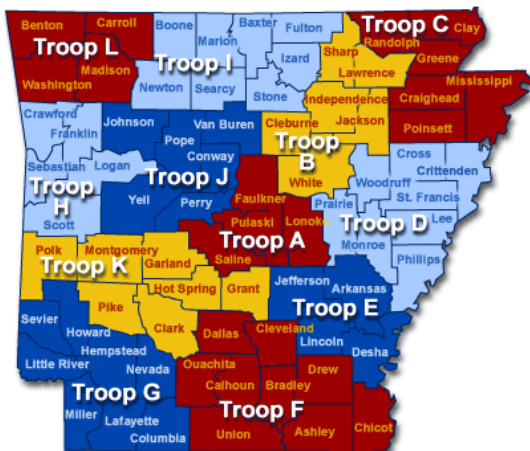 Benton
Carroll
Boone
Baxter
Fulton
Troop C
Randolph
Clay
Troop L
Marion
Troop I
Izard
Sharp
Greene
Madison
Washington
Lawrence
Mississippi
Newton
Searcy
Stone
Independence
Craighead
Crawford
Johnson
Van Buren
Cleburne
Jackson
Poinsett
Franklin
Pope
Troop
B
Cross
Sebastian
Logan
Conway
Crittenden
Troop J
White
Woodruff
Troop
H
Yell
Perry
Faulkner
Prairie
St. Francis
Scott
Pulaski
Lonoke
Troop D
Lee
Troop A
Monroe
Polk
Montgomery
Garland
Saline
Phillips
Troop K
Hot Spring
Grant
Jefferson
Arkansas
Pike
Troop E
Sevier
Howard
Clark
Dallas
Cleveland
Lincoln
Hempstead
Desha
Little River
Nevada
Ouachita
Drew
Troop G
Calhoun
Bradley
Miller
Lafayette
Troop F
Columbia
Union
Ashley
Chicot